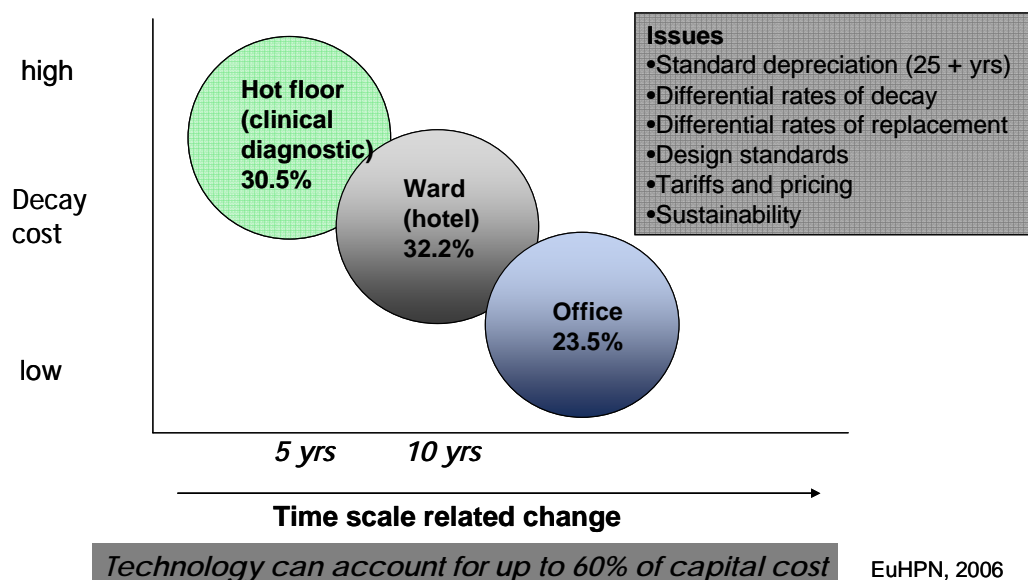 high
Decay
cost
low
Hot floor
(clinical
diagnostic)
30.5%
Ward
(hotel)
32.2%
Office
23.5%
Issues
•Standard depreciation (25 + yrs)
•Differential rates of decay
•Differential rates of replacement
•Design standards
•Tariffs and pricing
•Sustainability
5 yrs 10 yrs
Time scale related change
Technology can account for up to 60% of capital cost
EuHPN, 2006